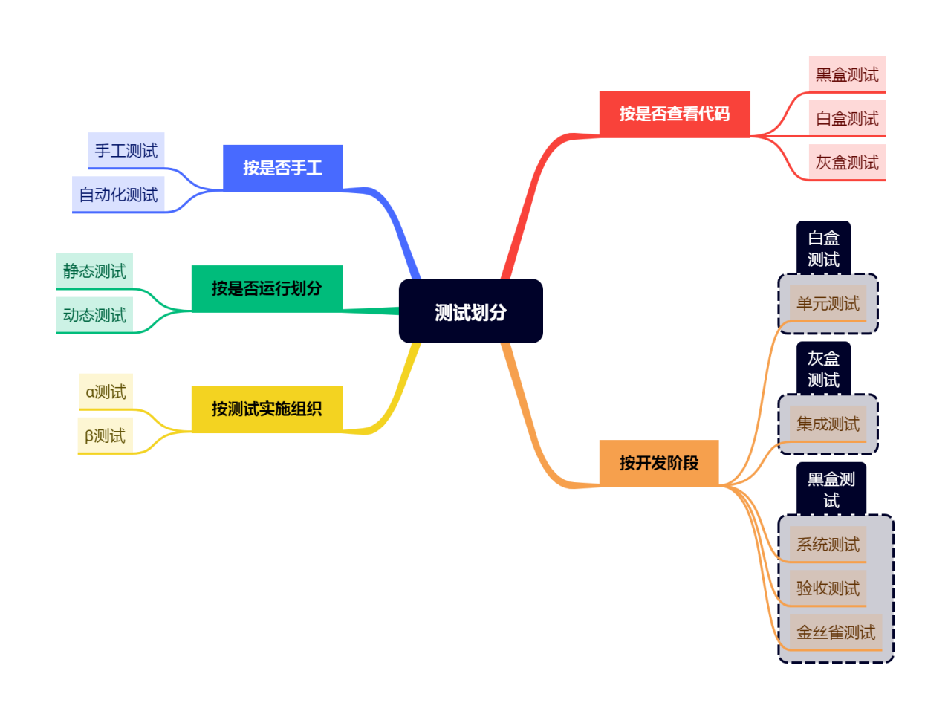 测试划分
按是否查看代码
黑盒测试
白盒测试
灰盒测试
按开发阶段
白盒
测试
单元测试
灰盒
测试
集成测试
黑盒测
试
系统测试
验收测试
金丝雀测试
按是否手工
手工测试
自动化测试
按是否运行划分
静态测试
动态测试
按测试实施组织
α测试
β测试